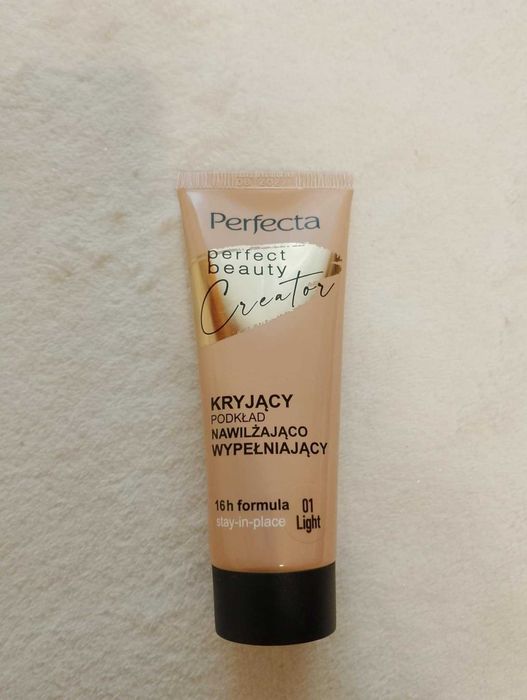 Perfecta
perfect
beauty
Creator
KRYJĄCY
PODKŁAD
NAWILŻAJĄCO
WYPEŁNIAJĄCY
16h formula
stay-in-place
01
Light